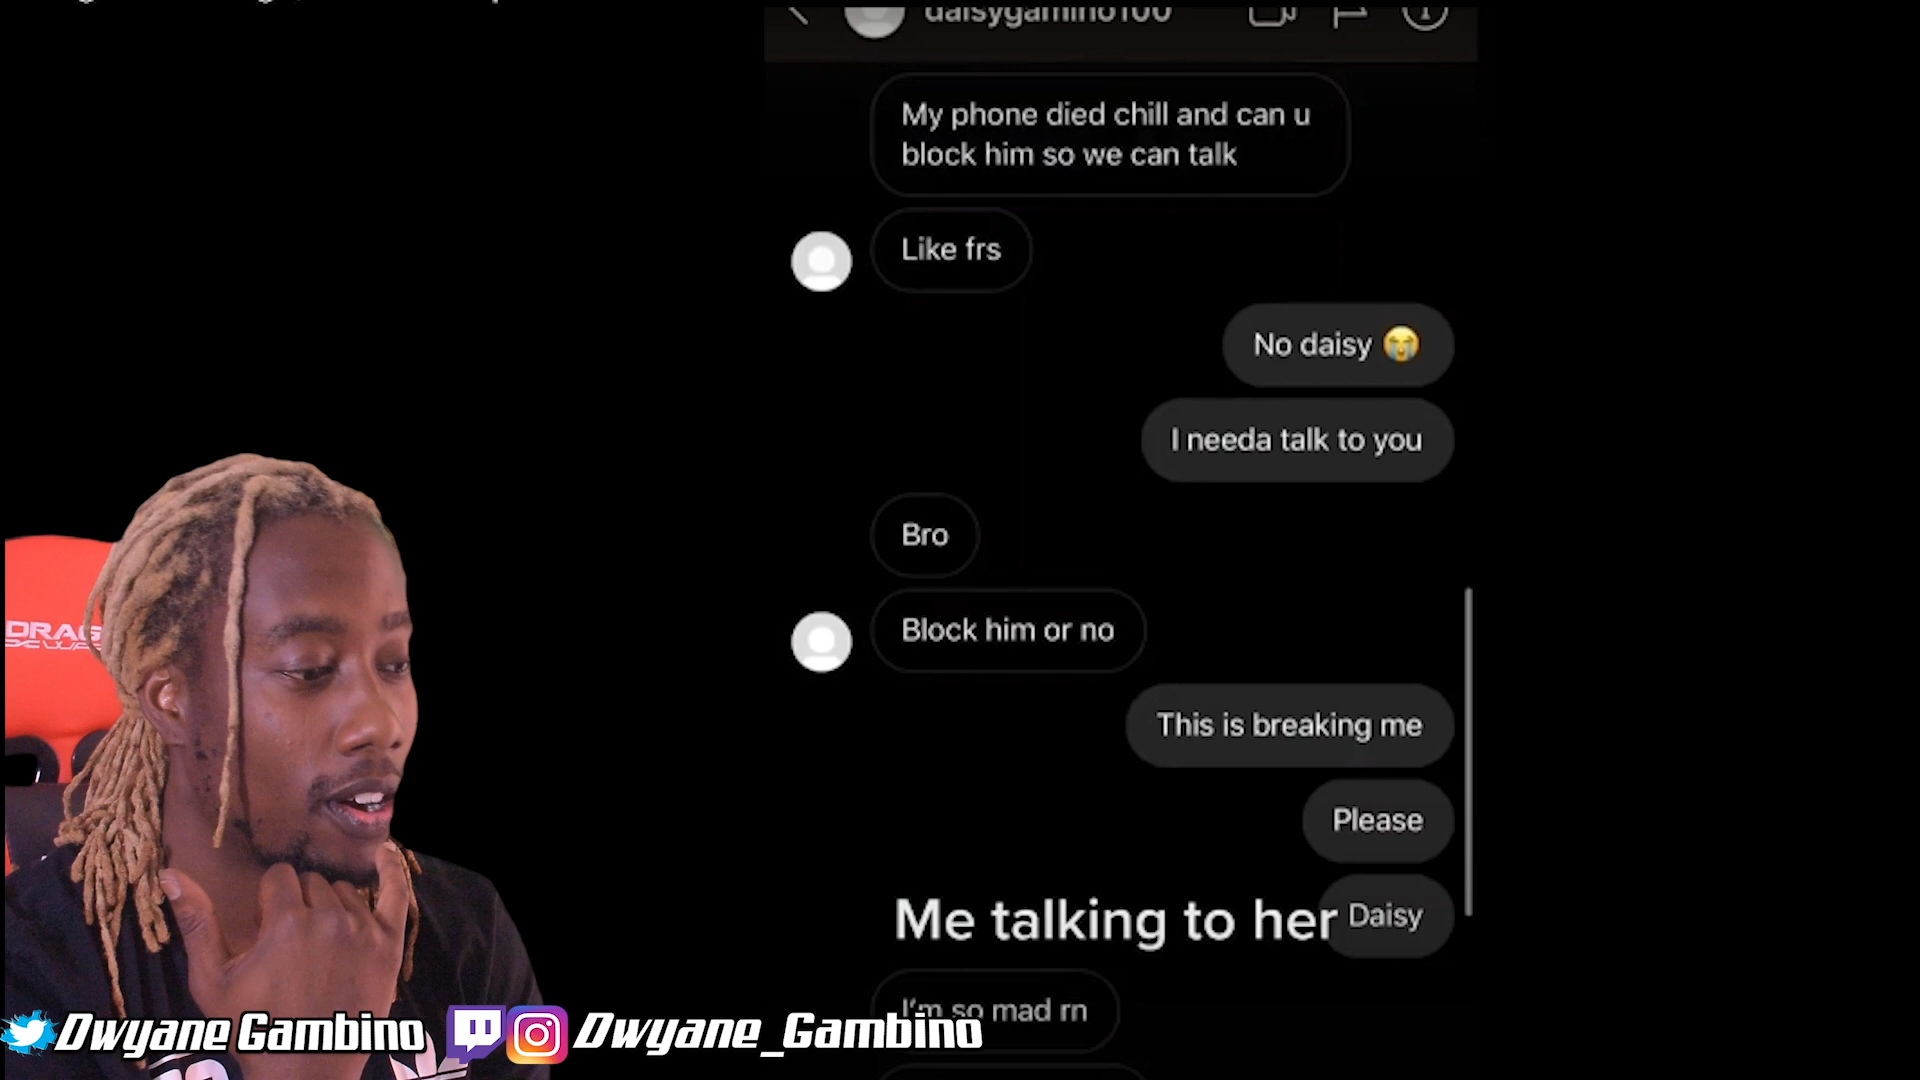 daisygamino100
My phone died chill and can u
block him so we can talk
Like frs
No daisy 😭
I needa talk to you
Bro
Block him or no
This is breaking me
Please
Daisy
Me talking to her
I'm so mad rn
DRAG
Dwyane Gambino
Dwyane_Gambino